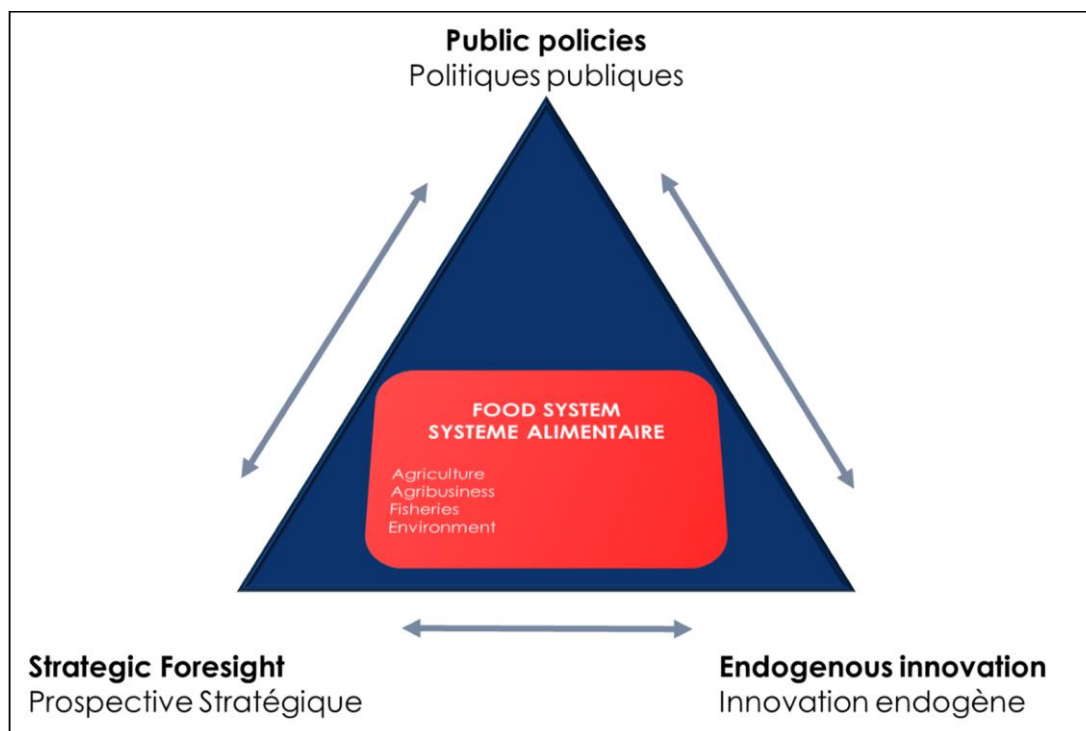 Public policies
Politiques publiques
FOOD SYSTEM
SYSTEME ALIMENTAIRE
Agriculture
Agribusiness
Fisheries
Environment
Strategic Foresight
Prospective Stratégique
Endogenous innovation
Innovation endogène